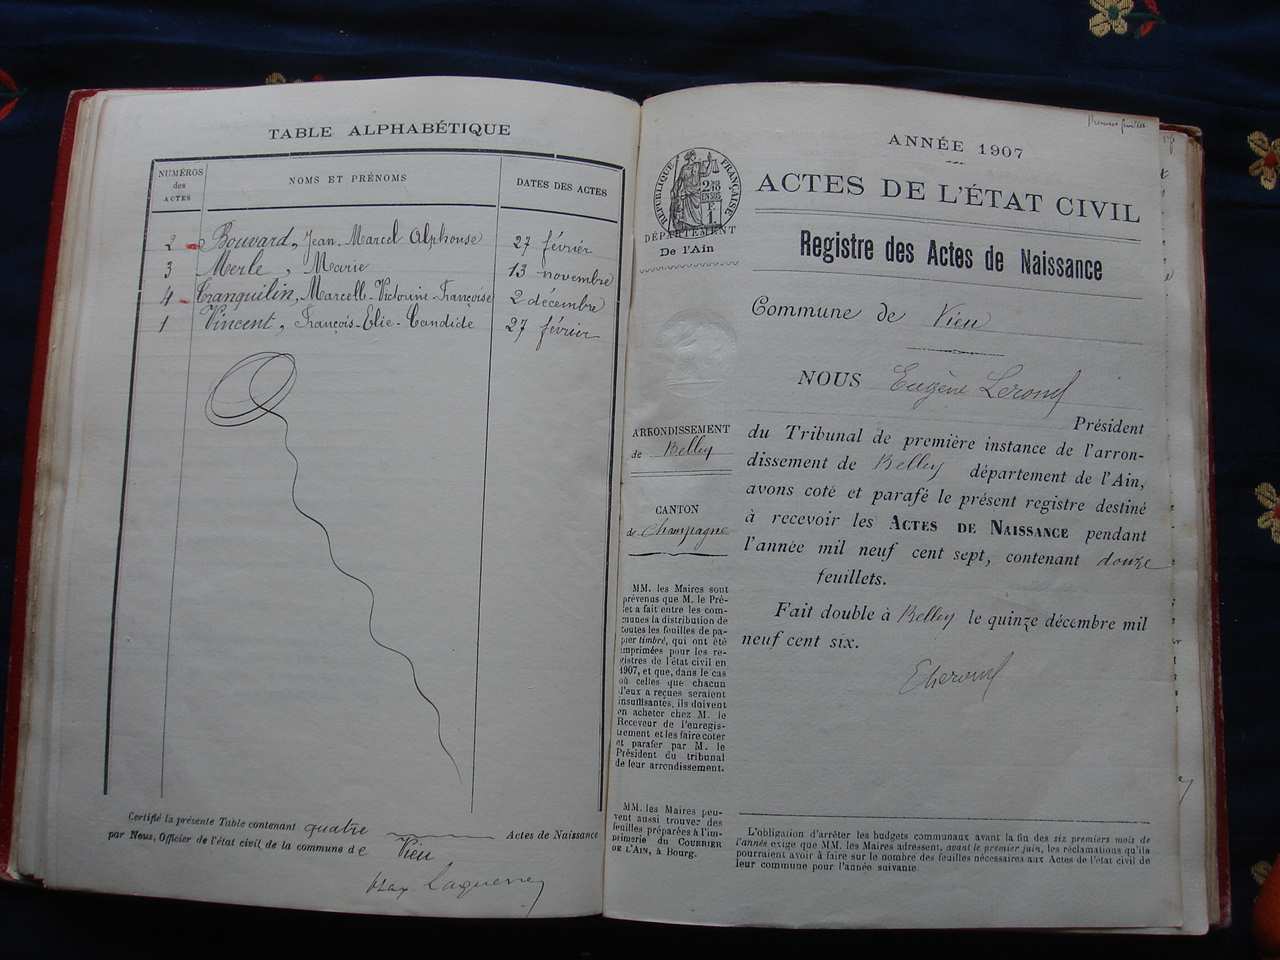 TABLE ALPHABÉTIQUE
NUMÉROS
des
ACTES
NOMS ET PRÉNOMS
DATES DES ACTES
2 Bouvard, Jean Marcel Alphonse 27 février
3 Merle, Marie 13 novembre
4 Tranquilin, Marcelle-Victorine-Françoise 2 décembre
1 Vincent, François-Elie-Candide 27 février
Certifié la présente Table contenant quatre Actes de Naissance
par Nous, Officier de l'état civil de la commune de Vieu
ANNÉE 1907
ACTES DE L'ÉTAT CIVIL
Registre des Actes de Naissance
RÉPUBLIQUE FRANÇAISE
DÉPARTEMENT
De l'Ain
Commune de Vieu
NOUS Eugène
Président
du Tribunal de première instance de l'arron-
dissement de Belley département de l'Ain,
avons coté et parafé le présent registre destiné
à recevoir les ACTES DE NAISSANCE pendant
l'année mil neuf cent sept, contenant douze
feuillets.
Fait double à Belley le quinze décembre mil
neuf cent six.
ARRONDISSEMENT
de Belley
CANTON
de Champagne
MM. les Maires sont
prévenus que M. le Pré-
fet a fait entre les com-
munes la distribution de
toutes les feuilles de pa-
pier timbré, qui ont été
imprimées pour les re-
gistres de l'état civil en
1907, et que, dans le cas
où celles que chacun
d'eux a reçues seraient
insuffisantes, ils doivent
en acheter chez M. le
Receveur de l'enregis-
trement et les faire coter
et parafer par M. le
Président du tribunal
de leur arrondissement.
MM. les Maires peu-
vent aussi trouver des
feuilles préparées à l'im-
primerie du COURRIER
DE L'AIN, à Bourg.
L'obligation d'arrêter les budgets communaux avant la fin des six premiers mois de
l'année exige que MM. les Maires adressent, avant le premier juin, les réclamations qu'ils
pourraient avoir à faire sur le nombre des feuilles nécessaires aux Actes de l'état civil de
leur commune pour l'année suivante